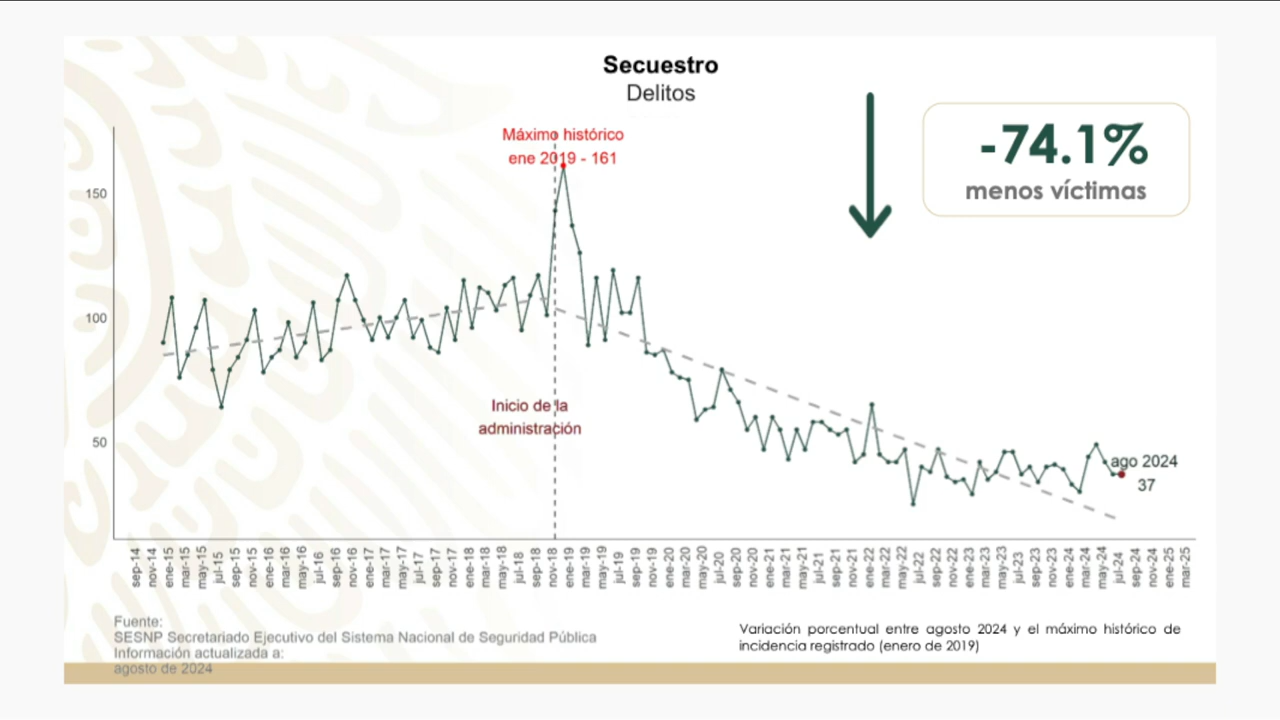 Secuestro
Delitos
Máximo histórico
ene 2019 - 161
-74.1%
menos víctimas
150
100
50
Inicio de la
administración
ago 2024
37
sep-14
nov-14
ene-15
mar-15
may-15
jul-15
sep-15
nov-15
ene-16
mar-16
may-16
jul-16
sep-16
nov-16
ene-17
mar-17
may-17
jul-17
sep-17
nov-17
ene-18
mar-18
may-18
jul-18
sep-18
nov-18
ene-19
mar-19
may-19
jul-19
sep-19
nov-19
ene-20
mar-20
may-20
jul-20
sep-20
nov-20
ene-21
mar-21
may-21
jul-21
sep-21
nov-21
ene-22
mar-22
may-22
jul-22
sep-22
nov-22
ene-23
mar-23
may-23
jul-23
sep-23
nov-23
ene-24
mar-24
may-24
jul-24
sep-24
nov-24
ene-25
mar-25
Fuente:
SESNP Secretariado Ejecutivo del Sistema Nacional de Seguridad Pública
Información actualizada a:
agosto de 2024
Variación porcentual entre agosto 2024 y el máximo histórico de
incidencia registrado (enero de 2019)